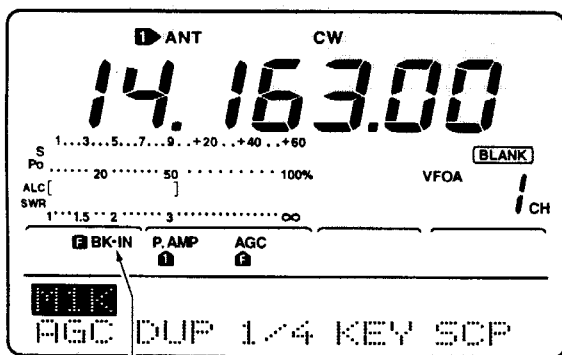 1 ANT CW
14.163.00
S 1...3...5...7...9..+20..+40..+60
Po ...... 20 ........ 50 .............. 100%
BLANK
VFOA
ALC [ ]
1 CH
SWR 1...1.5..2 ....... 3 ................ ∞
F BK-IN P.AMP AGC
1 F
M1K
AGC DUP 1/4 KEY SCP